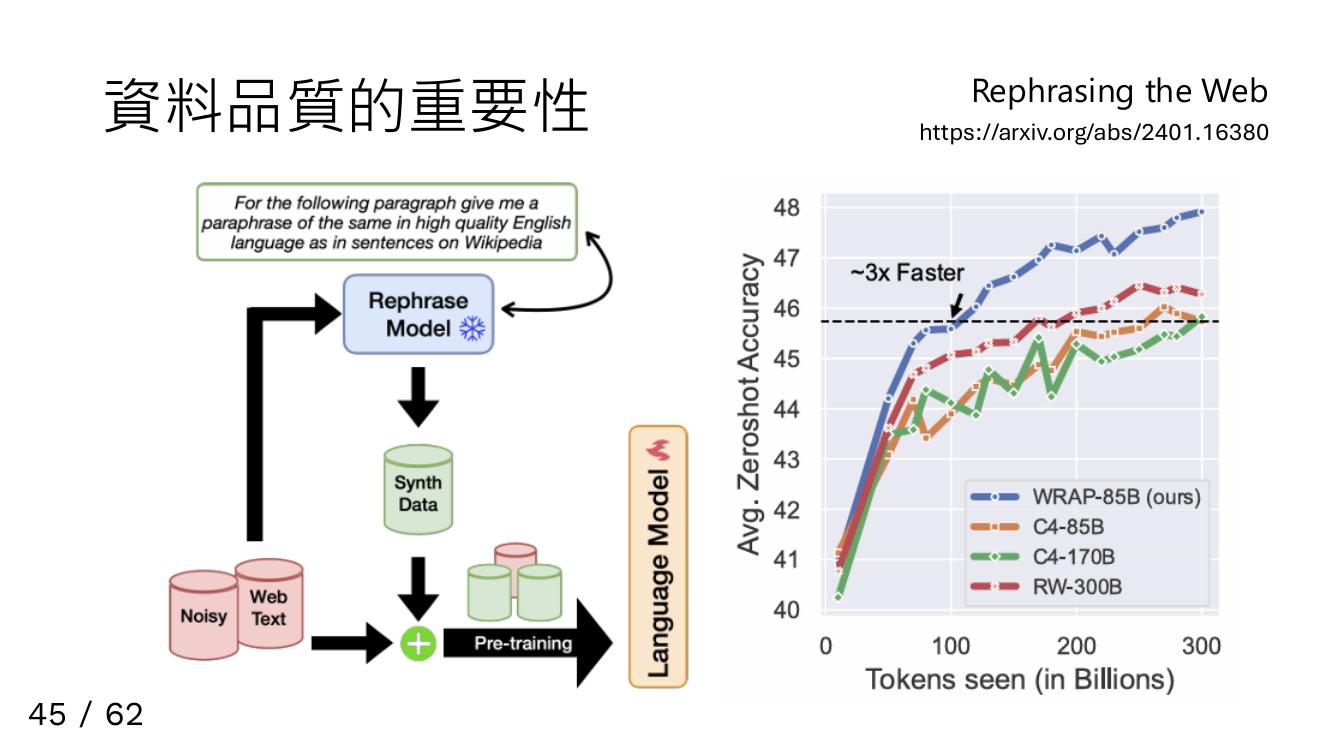 資料品質的重要性
Rephrasing the Web
https://arxiv.org/abs/2401.16380
For the following paragraph give me a
paraphrase of the same in high quality English
language as in sentences on Wikipedia
Rephrase
Model
Synth
Data
Noisy
Web
Text
Pre-training
Language Model
48
47
46
45
44
43
42
41
40
Avg. Zeroshot Accuracy
~3x Faster
WRAP-85B (ours)
C4-85B
C4-170B
RW-300B
0 100 200 300
Tokens seen (in Billions)
45 / 62